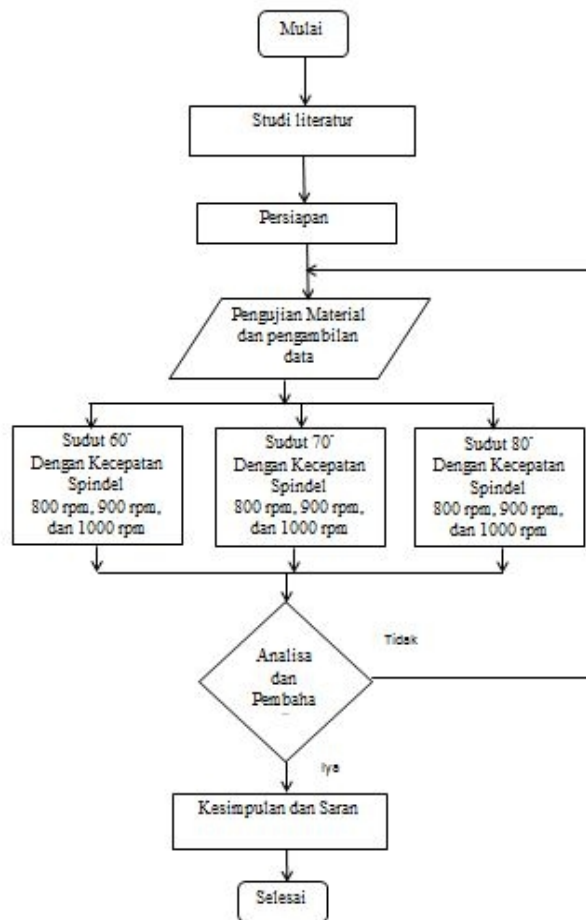 Mulai
Studi literatur
Persiapan
Pengujian Material
dan pengambilan
data
Sudut 60°
Dengan Kecepatan
Spindel
800 rpm, 900 rpm,
dan 1000 rpm
Sudut 70°
Dengan Kecepatan
Spindel
800 rpm, 900 rpm,
dan 1000 rpm
Sudut 80°
Dengan Kecepatan
Spindel
800 rpm, 900 rpm,
dan 1000 rpm
Tidak
Analisa
dan
Pembaha
Iya
Kesimpulan dan Saran
Selesai